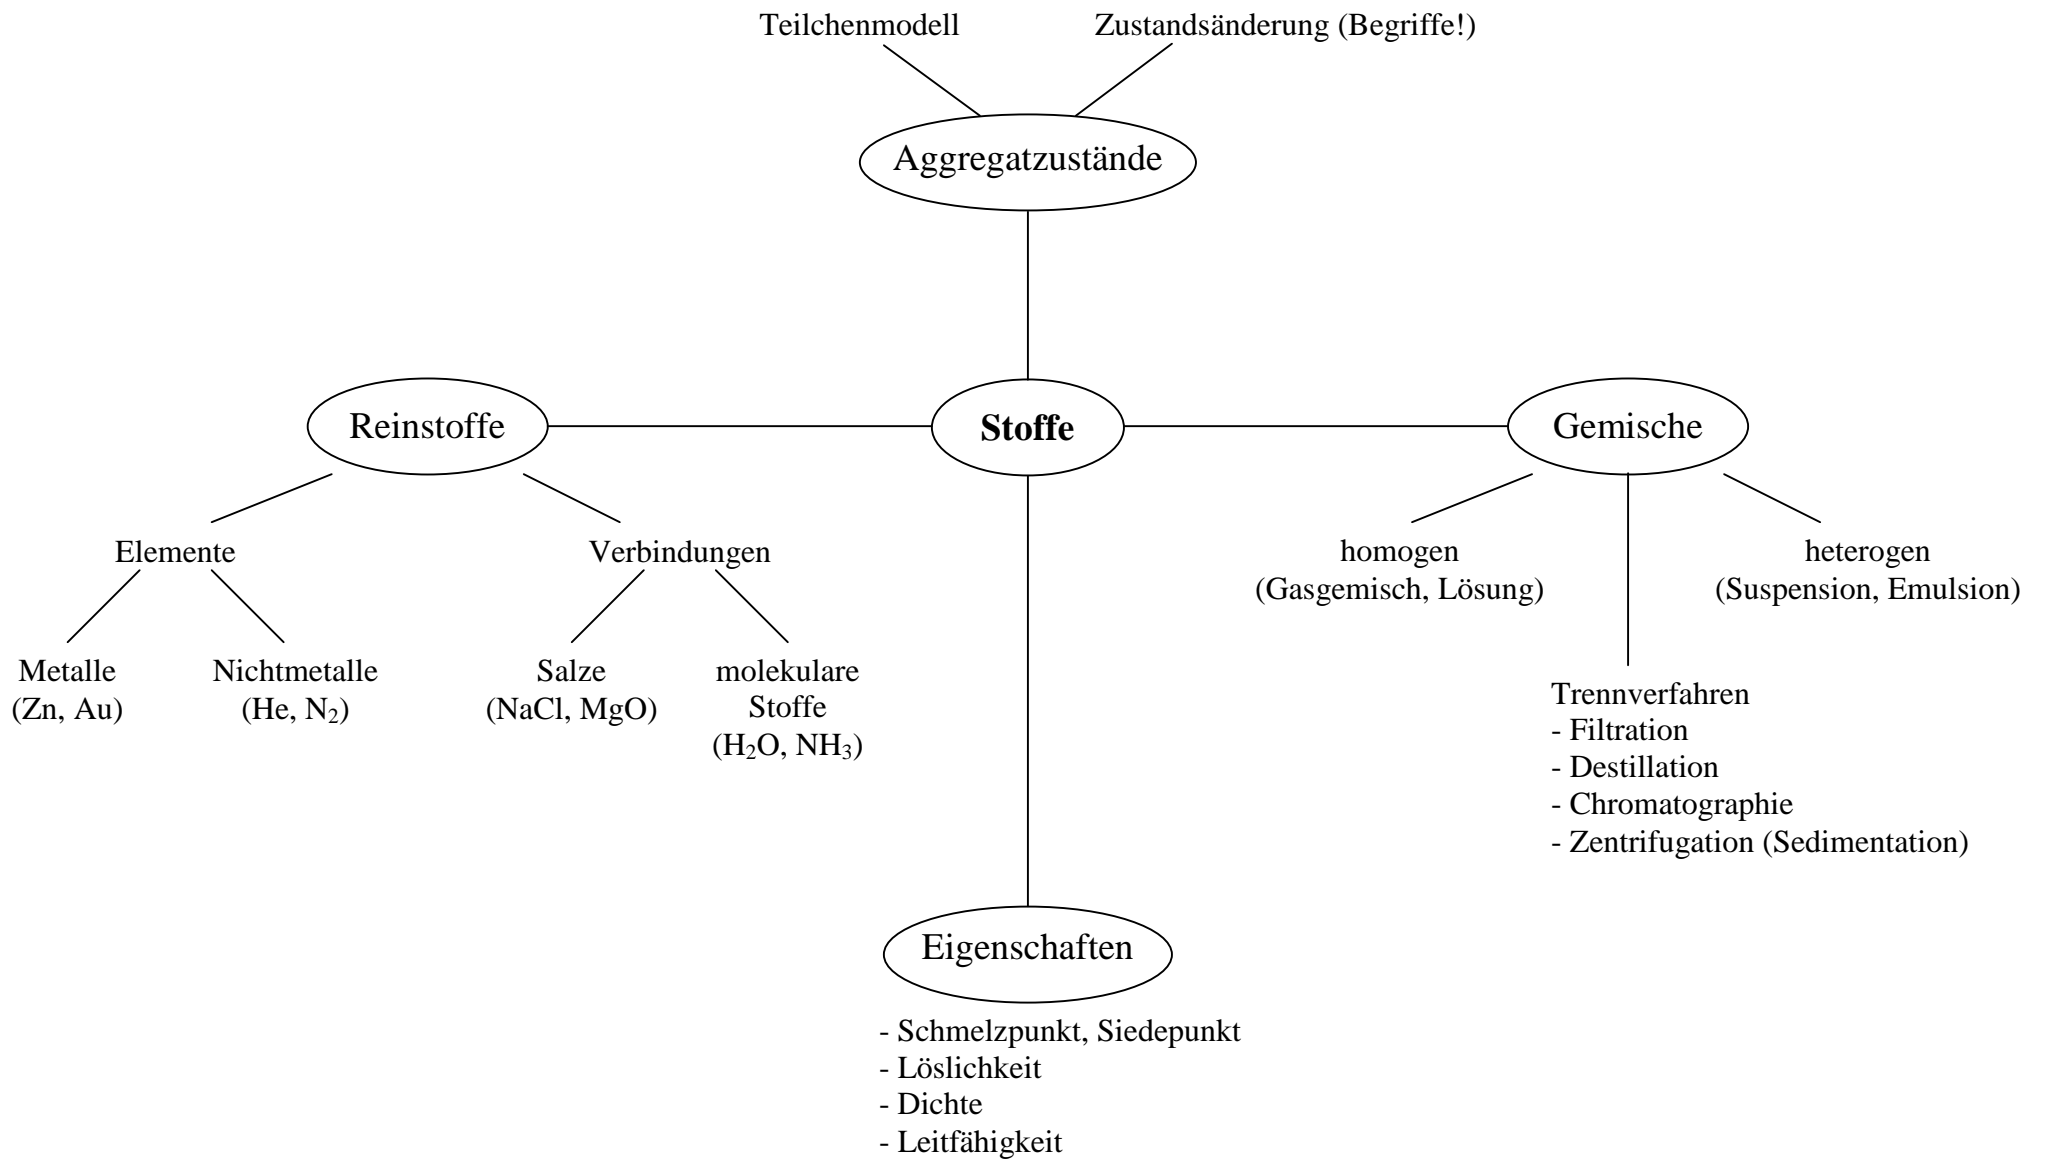 Teilchenmodell
Zustandsänderung (Begriffe!)
Aggregatzustände
Reinstoffe
Stoffe
Gemische
Elemente
Verbindungen
homogen
(Gasgemisch, Lösung)
heterogen
(Suspension, Emulsion)
Metalle
(Zn, Au)
Nichtmetalle
(He, N₂)
Salze
(NaCl, MgO)
molekulare
Stoffe
(H₂O, NH₃)
Trennverfahren
- Filtration
- Destillation
- Chromatographie
- Zentrifugation (Sedimentation)
Eigenschaften
- Schmelzpunkt, Siedepunkt
- Löslichkeit
- Dichte
- Leitfähigkeit